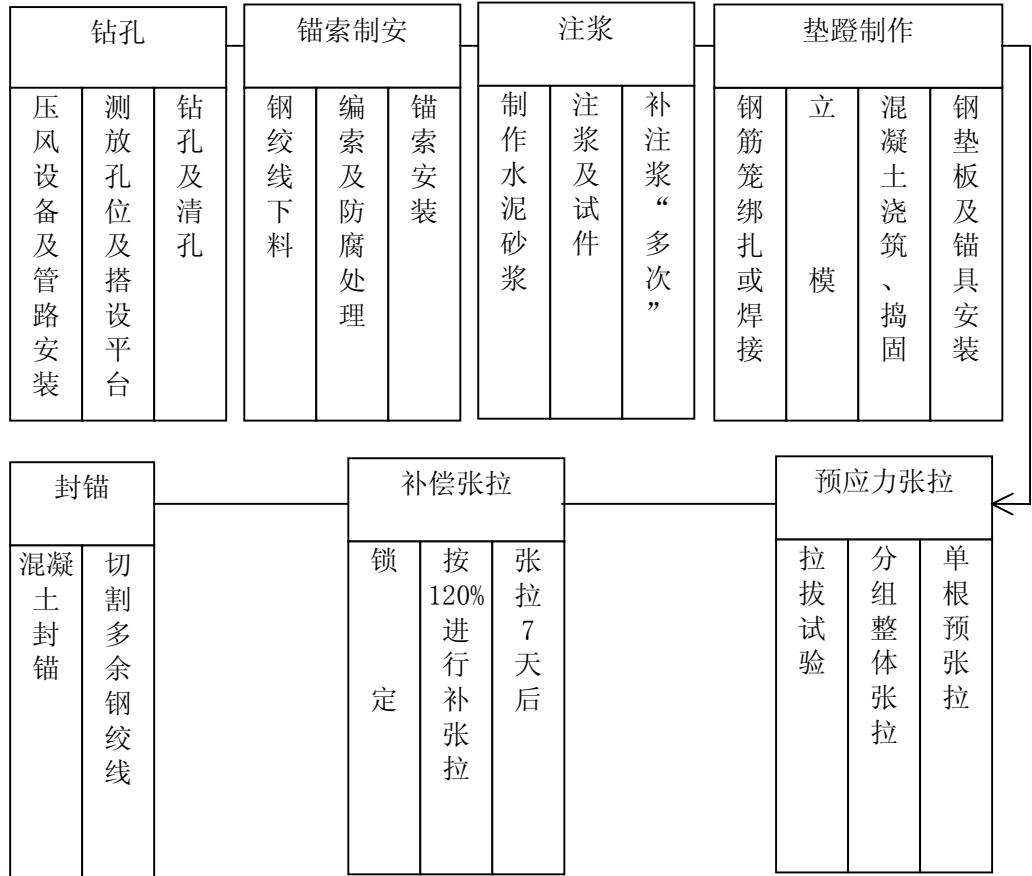 钻孔
压风设备及管路安装
测放孔位及搭设平台
钻孔及清孔
锚索制安
钢绞线下料
编索及防腐处理
锚索安装
注浆
制作水泥砂浆
注浆及试件
补注浆“多次”
垫蹬制作
钢筋笼绑扎或焊接
立模
混凝土浇筑、捣固
钢垫板及锚具安装
封锚
混凝土封锚
切割多余钢绞线
补偿张拉
锁定
按120%进行补张拉
张拉7天后
预应力张拉
拉拔试验
分组整体张拉
单根预张拉